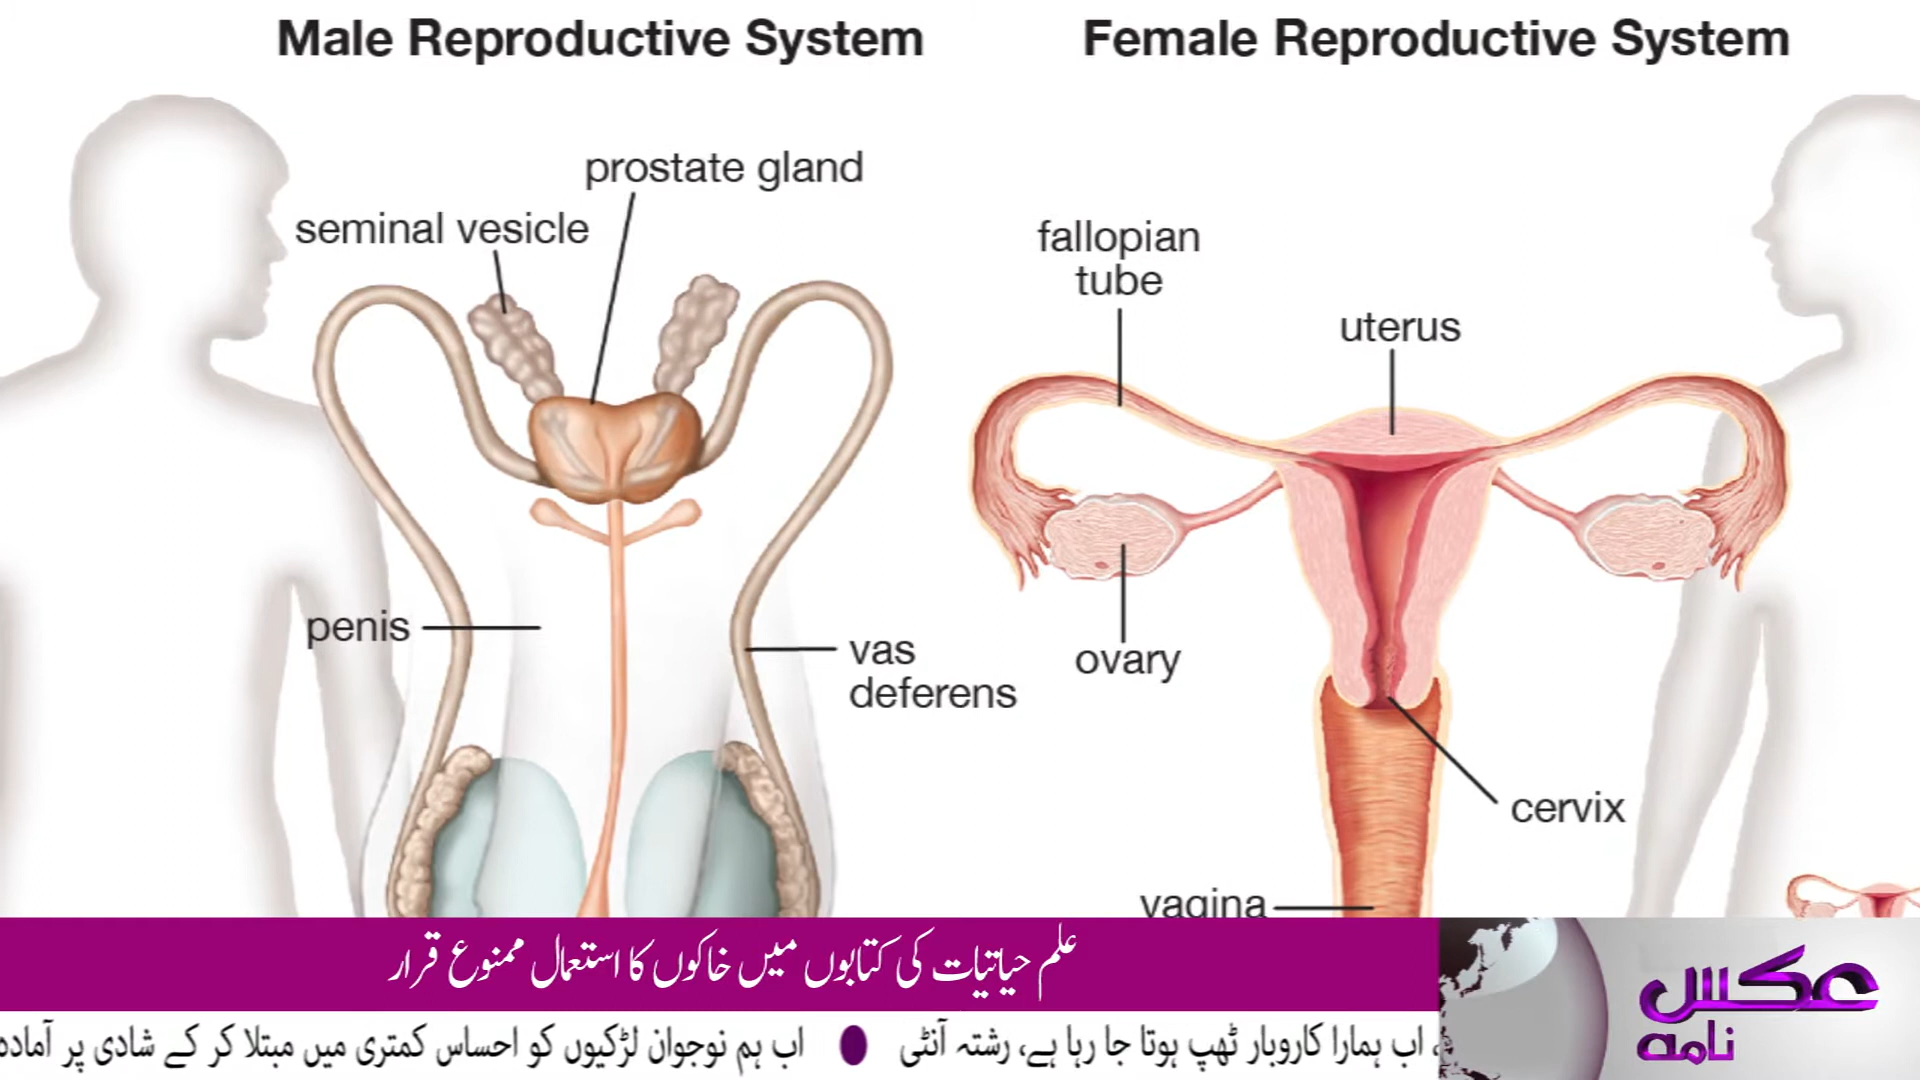 Male Reproductive System
Female Reproductive System
prostate gland
seminal vesicle
fallopian
tube
uterus
penis
vas
deferens
ovary
cervix
vagina
علم حیاتیات کی کتابوں میں خاکوں کا استعمال ممنوع قرار
عکس
نامہ
، اب ہمارا کاروبار ٹھپ ہوتا جا رہا ہے، رشتہ آنٹی
اب ہم نوجوان لڑکیوں کو احساس کمتری میں مبتلا کر کے شادی پر آمادہ